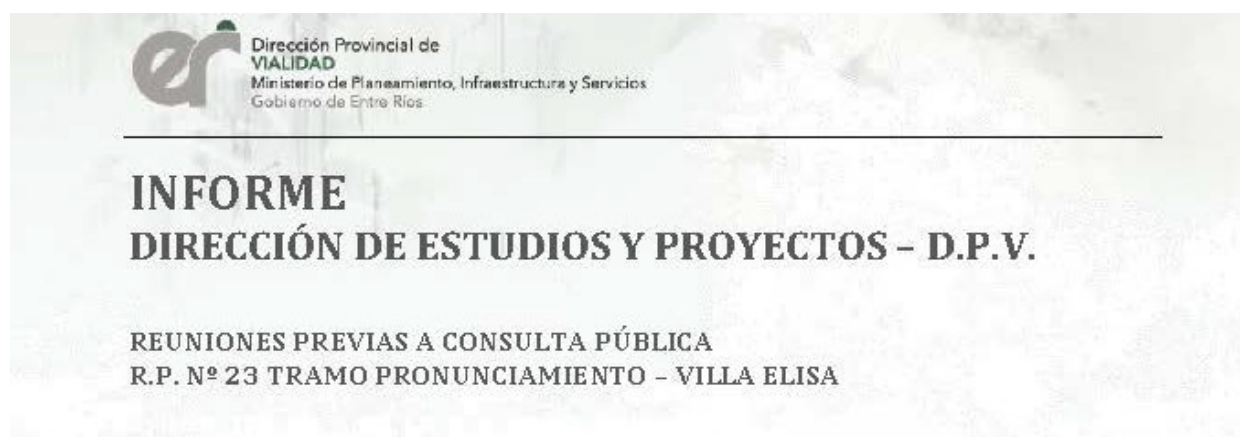 er
Dirección Provincial de
VIALIDAD
Ministerio de Planeamiento, Infraestructura y Servicios
Gobierno de Entre Ríos
INFORME
DIRECCIÓN DE ESTUDIOS Y PROYECTOS – D.P.V.
REUNIONES PREVIAS A CONSULTA PÚBLICA
R.P. Nº 23 TRAMO PRONUNCIAMIENTO – VILLA ELISA